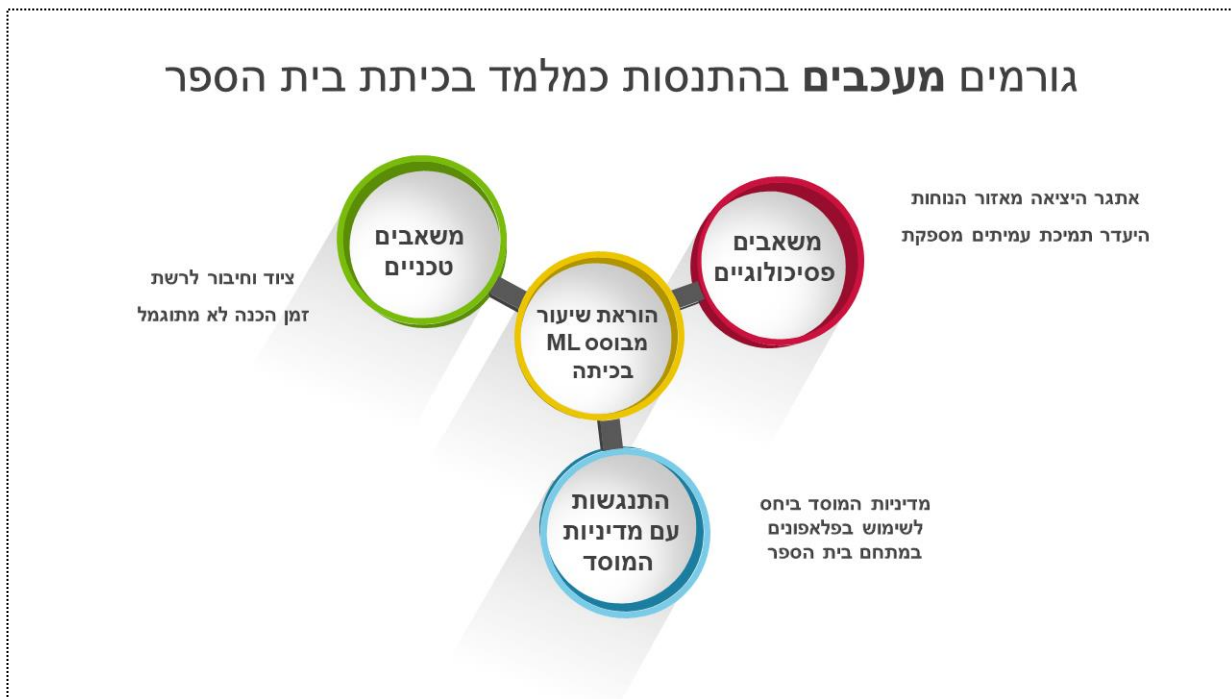 גורמים מעכבים בהתנסות כמלמד בכיתת בית הספר
משאבים
פסיכולוגיים
אתגר היציאה מאזור הנוחות
היעדר תמיכת עמיתים מספקת
משאבים
טכניים
ציוד וחיבור לרשת
זמן הכנה לא מתוגמל
הוראת שיעור
מבוסס ML
בכיתה
התנגשות
עם מדיניות
המוסד
מדיניות המוסד ביחס
לשימוש בפלאפונים
במתחם בית הספר